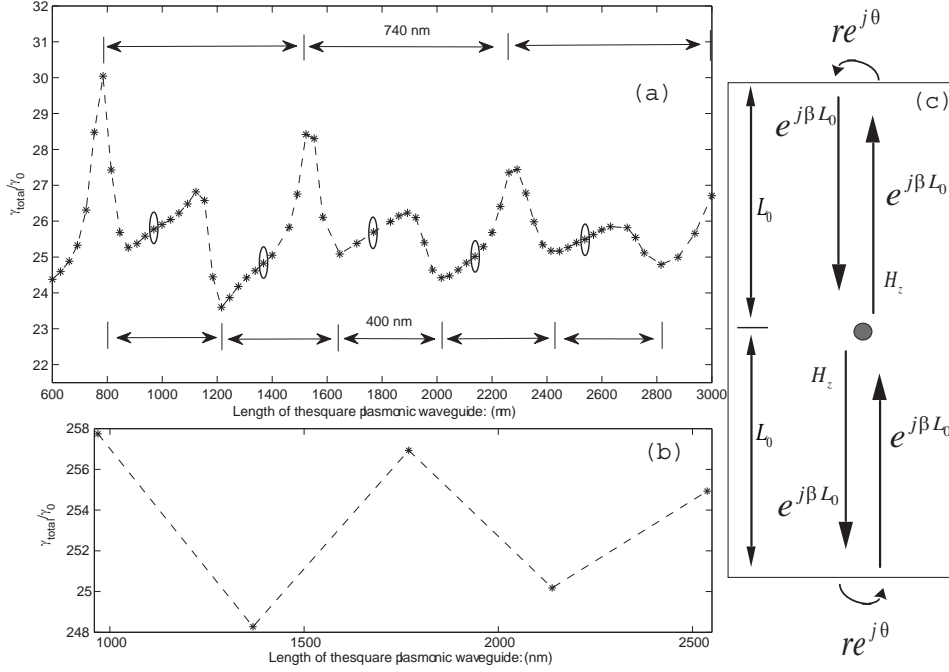 32
31
30
29
28
27
26
25
24
23
22
γtotal/γ0
740 nm
(a)
400 nm
600 800 1000 1200 1400 1600 1800 2000 2200 2400 2600 2800 3000
Length of thesquare plasmonic waveguide: (nm)
258
256
254
252
25
248
γtotal/γ0
(b)
1000 1500 2000 2500
Length of thesquare plasmonic waveguide: (nm)
re^{jθ}
(c)
e^{jβL0}
L0
e^{jβL0}
Hz
Hz
L0
e^{jβL0}
e^{jβL0}
re^{jθ}